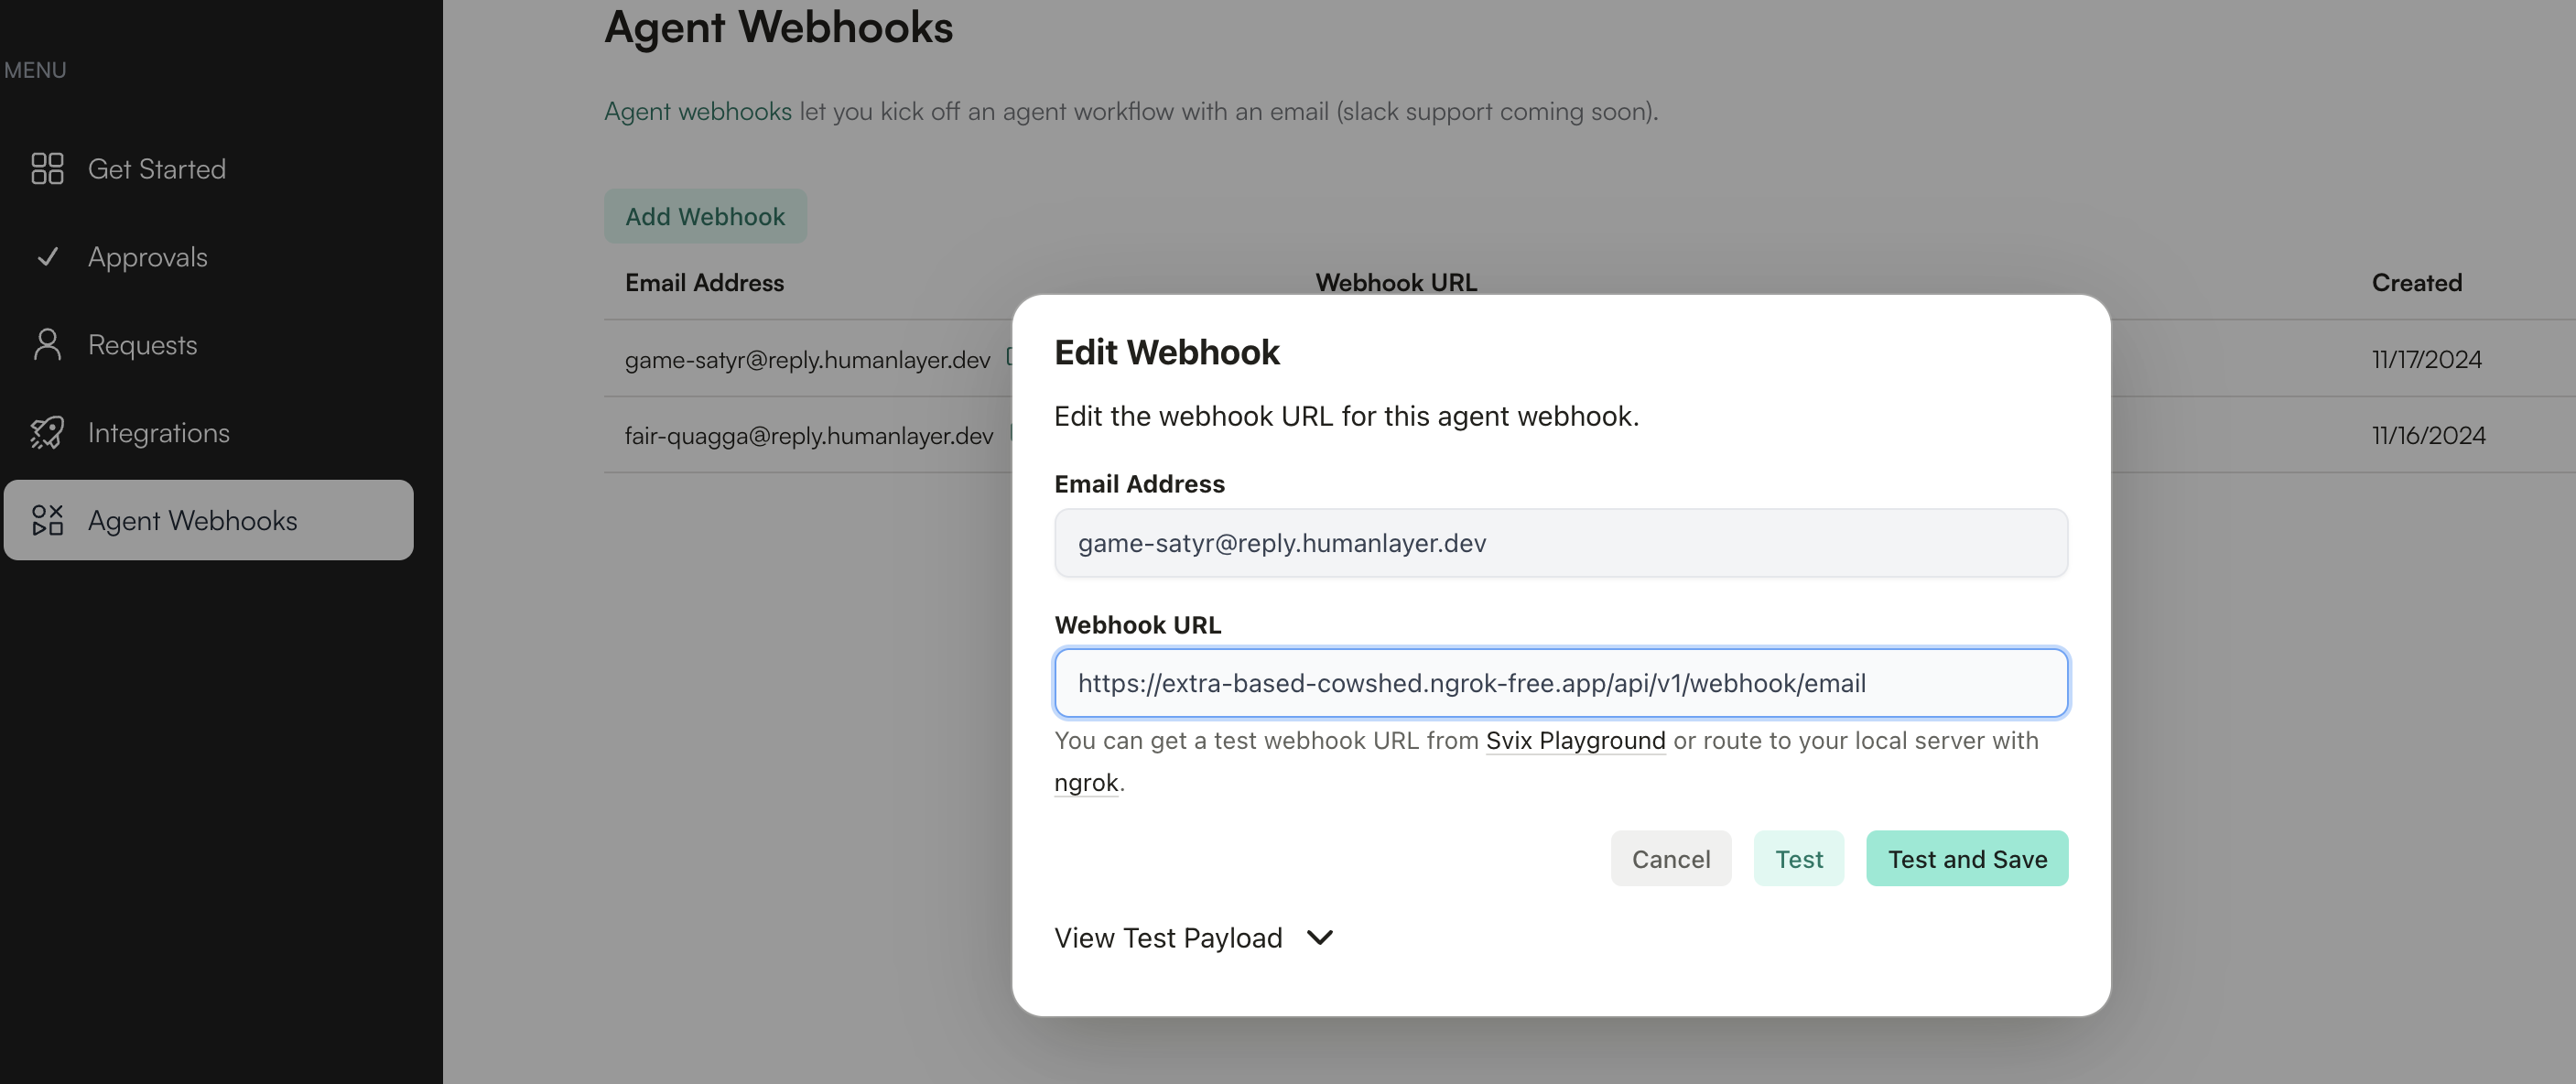 Agent Webhooks
MENU
Agent webhooks let you kick off an agent workflow with an email (slack support coming soon).
Get Started
Add Webhook
Approvals
Email Address
Webhook URL
Created
Requests
game-satyr@reply.humanlayer.dev
11/17/2024
Integrations
fair-quagga@reply.humanlayer.dev
11/16/2024
Agent Webhooks
Edit Webhook
Edit the webhook URL for this agent webhook.
Email Address
game-satyr@reply.humanlayer.dev
Webhook URL
https://extra-based-cowshed.ngrok-free.app/api/v1/webhook/email
You can get a test webhook URL from Svix Playground or route to your local server with
ngrok.
Cancel
Test
Test and Save
View Test Payload